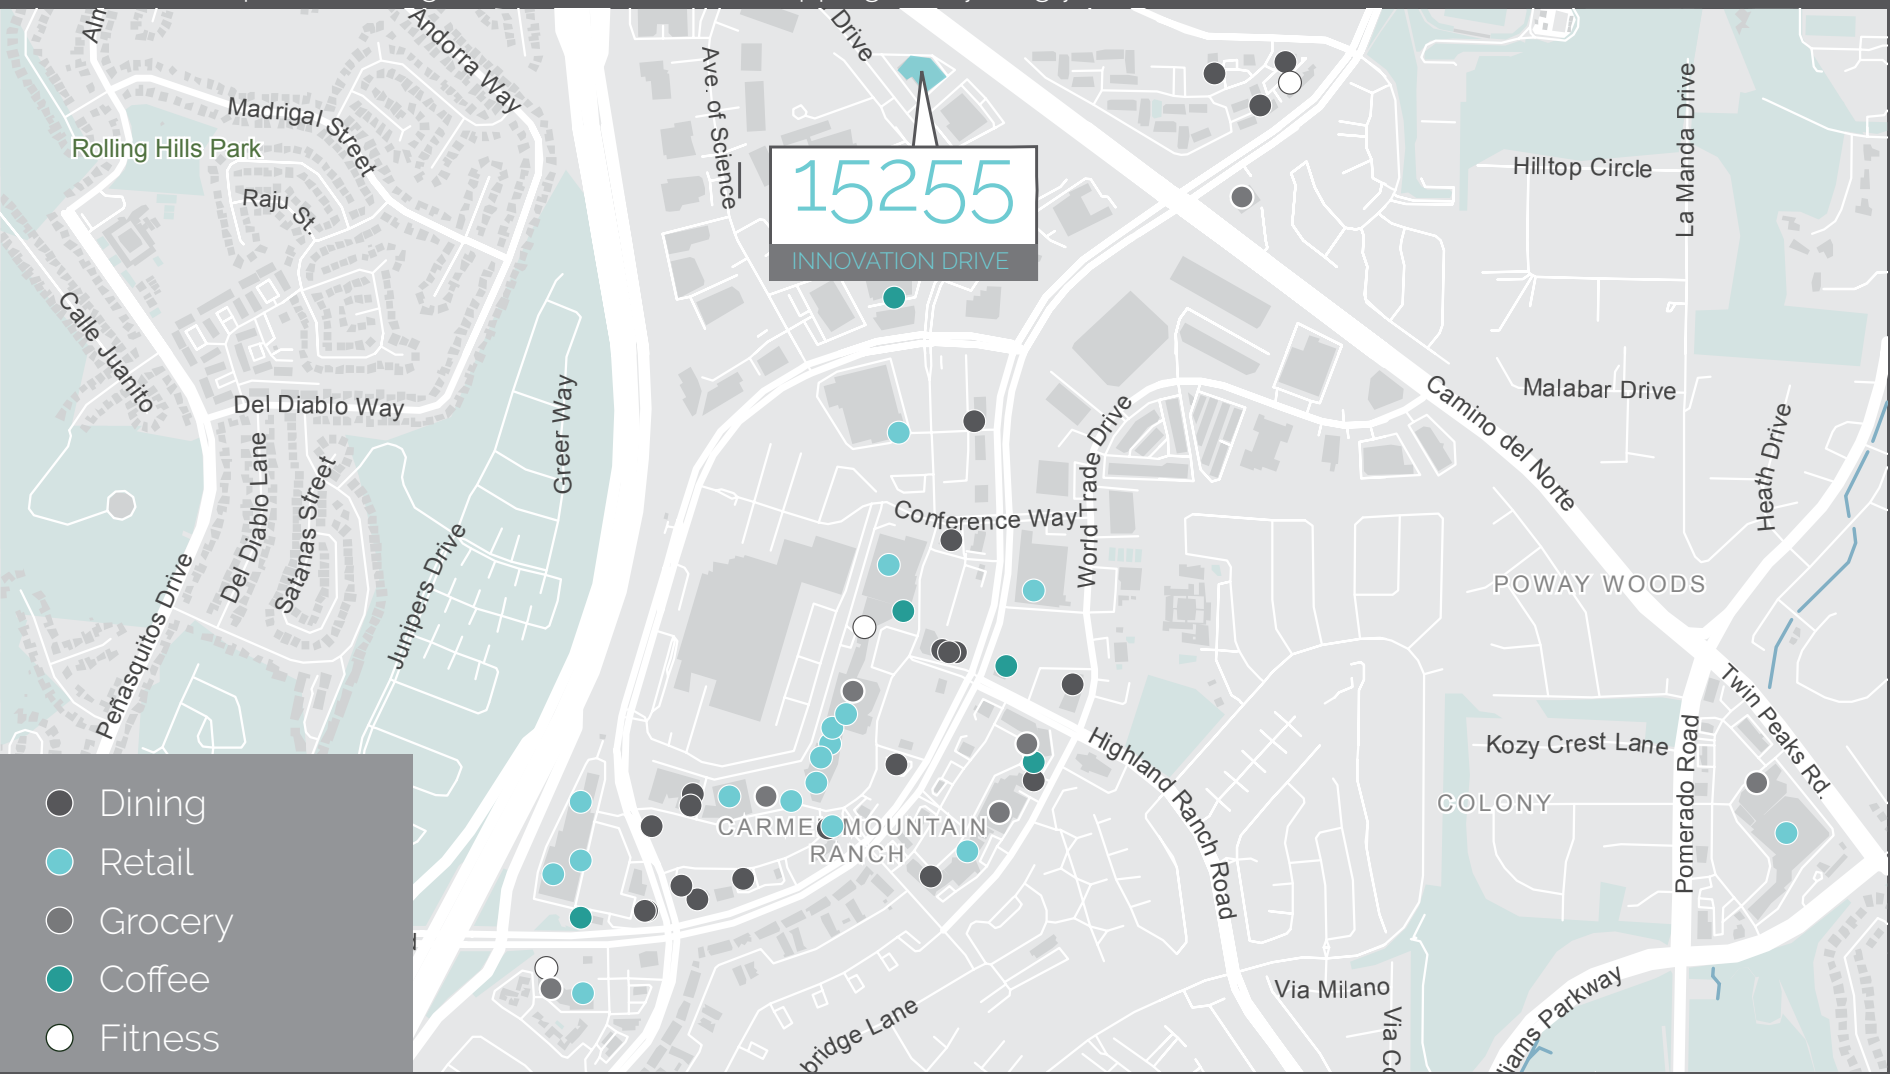 Alm
Andorra Way
Drive
Ave. of Science
Madrigal Street
Rolling Hills Park
Raju St.
15255
INNOVATION DRIVE
Hilltop Circle
La Manda Drive
Calle Juanito
Del Diablo Way
Greer Way
Malabar Drive
Camino del Norte
World Trade Drive
Heath Drive
Del Diablo Lane
Satanas Street
Conference Way
Junipers Drive
Peñasquitos Drive
POWAY WOODS
Twin Peaks Rd.
Kozy Crest Lane
Pomerado Road
Highland Ranch Road
COLONY
CARMEL MOUNTAIN
RANCH
Dining
Retail
Grocery
Coffee
Fitness
Via Milano
Via Co
bridge Lane
iams Parkway